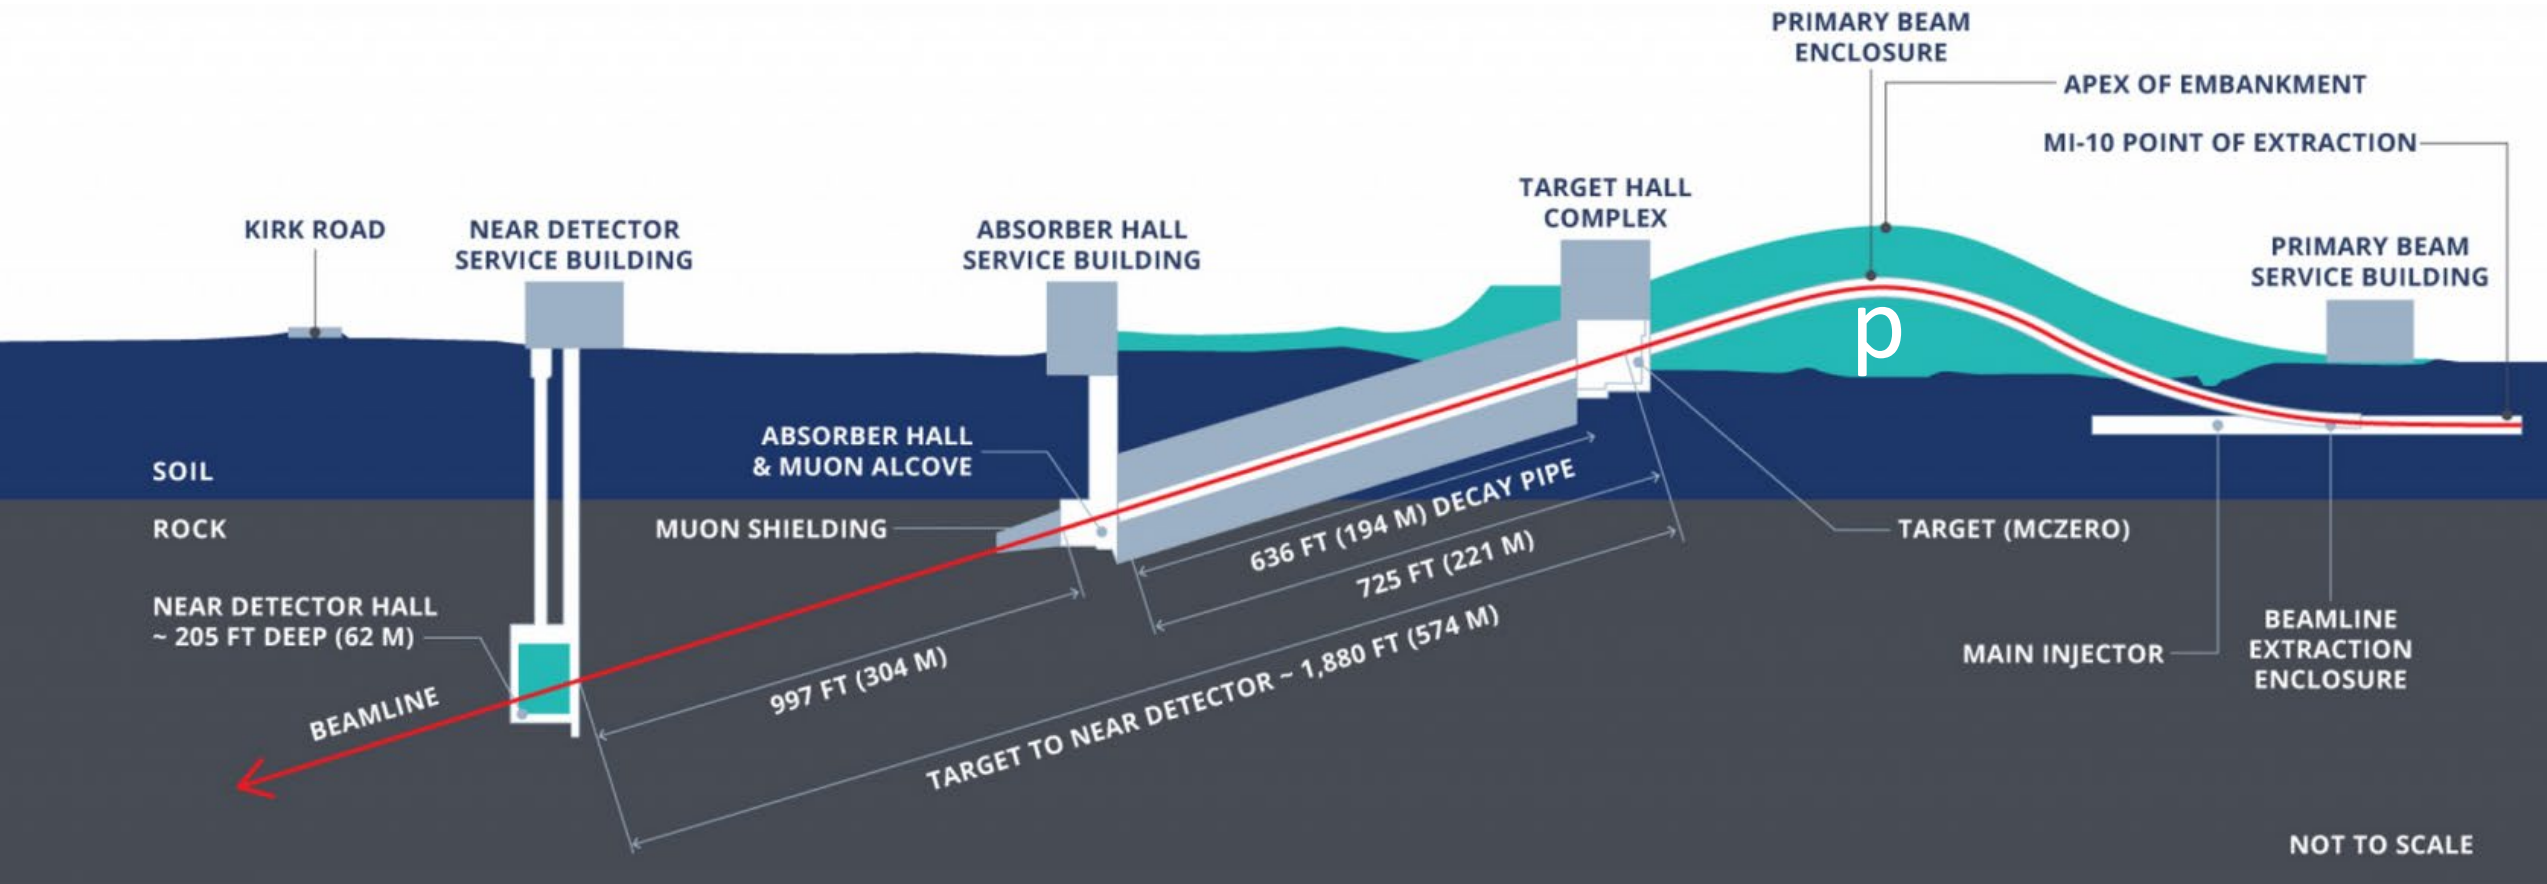 PRIMARY BEAM
ENCLOSURE
APEX OF EMBANKMENT
MI-10 POINT OF EXTRACTION
TARGET HALL
COMPLEX
KIRK ROAD
NEAR DETECTOR
SERVICE BUILDING
ABSORBER HALL
SERVICE BUILDING
PRIMARY BEAM
SERVICE BUILDING
p
ABSORBER HALL
& MUON ALCOVE
SOIL
ROCK
MUON SHIELDING
636 FT (194 M) DECAY PIPE
725 FT (221 M)
TARGET (MCZERO)
NEAR DETECTOR HALL
~ 205 FT DEEP (62 M)
BEAMLINE
997 FT (304 M)
TARGET TO NEAR DETECTOR ~ 1,880 FT (574 M)
MAIN INJECTOR
BEAMLINE
EXTRACTION
ENCLOSURE
NOT TO SCALE